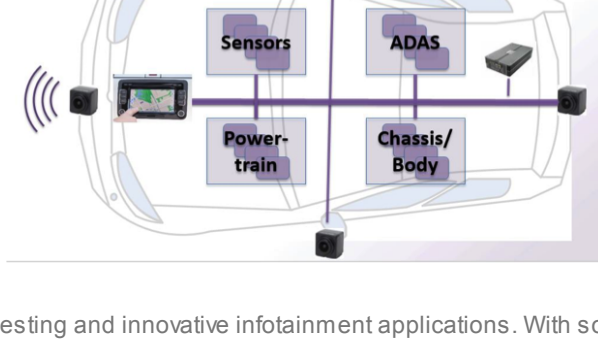 Sensors
ADAS
Power-
train
Chassis/
Body
esting and innovative infotainment applications. With so